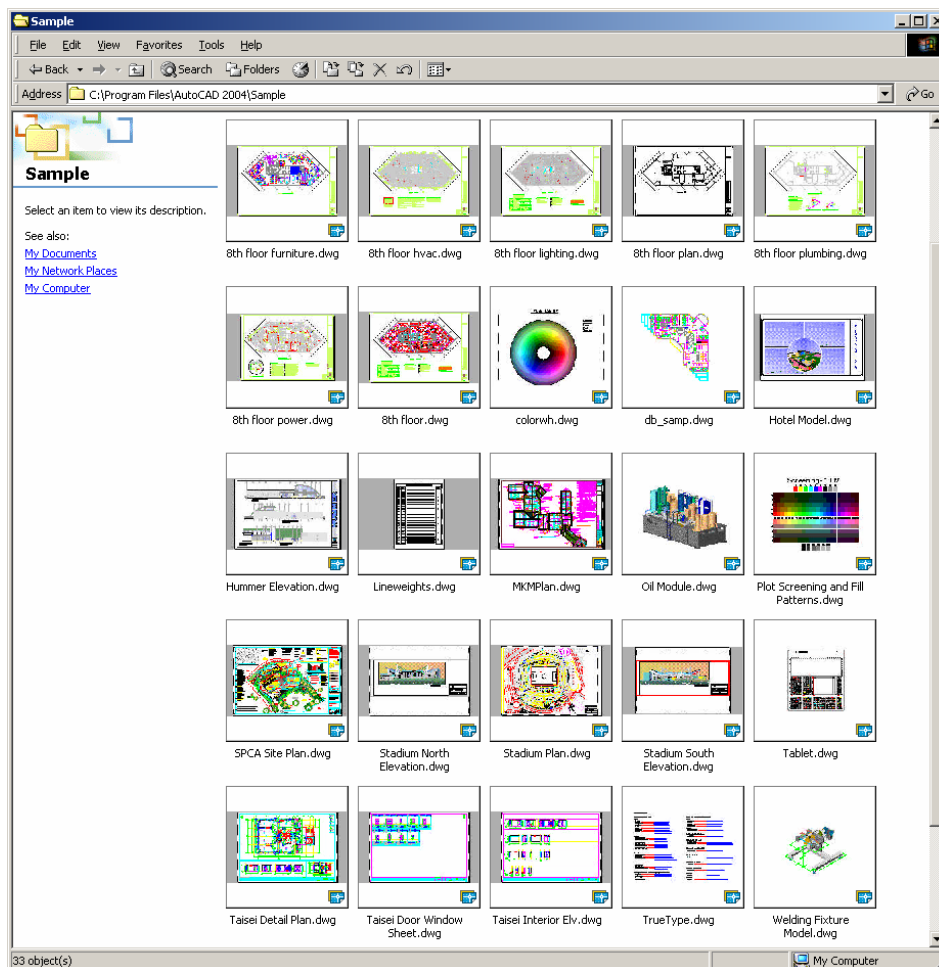 Sample
File Edit View Favorites Tools Help
Back Search Folders
Address C:\Program Files\AutoCAD 2004\Sample Go
Sample
Select an item to view its description.
See also:
My Documents
My Network Places
My Computer
8th floor furniture.dwg 8th floor hvac.dwg 8th floor lighting.dwg 8th floor plan.dwg 8th floor plumbing.dwg
8th floor power.dwg 8th floor.dwg colorwh.dwg db_samp.dwg Hotel Model.dwg
Hummer Elevation.dwg Lineweights.dwg MKMPlan.dwg Oil Module.dwg Plot Screening and Fill
Patterns.dwg
SPCA Site Plan.dwg Stadium North Stadium Plan.dwg Stadium South Tablet.dwg
Elevation.dwg Elevation.dwg
Taisei Detail Plan.dwg Taisei Door Window Taisei Interior Elv.dwg TrueType.dwg Welding Fixture
Sheet.dwg Model.dwg
33 object(s) My Computer